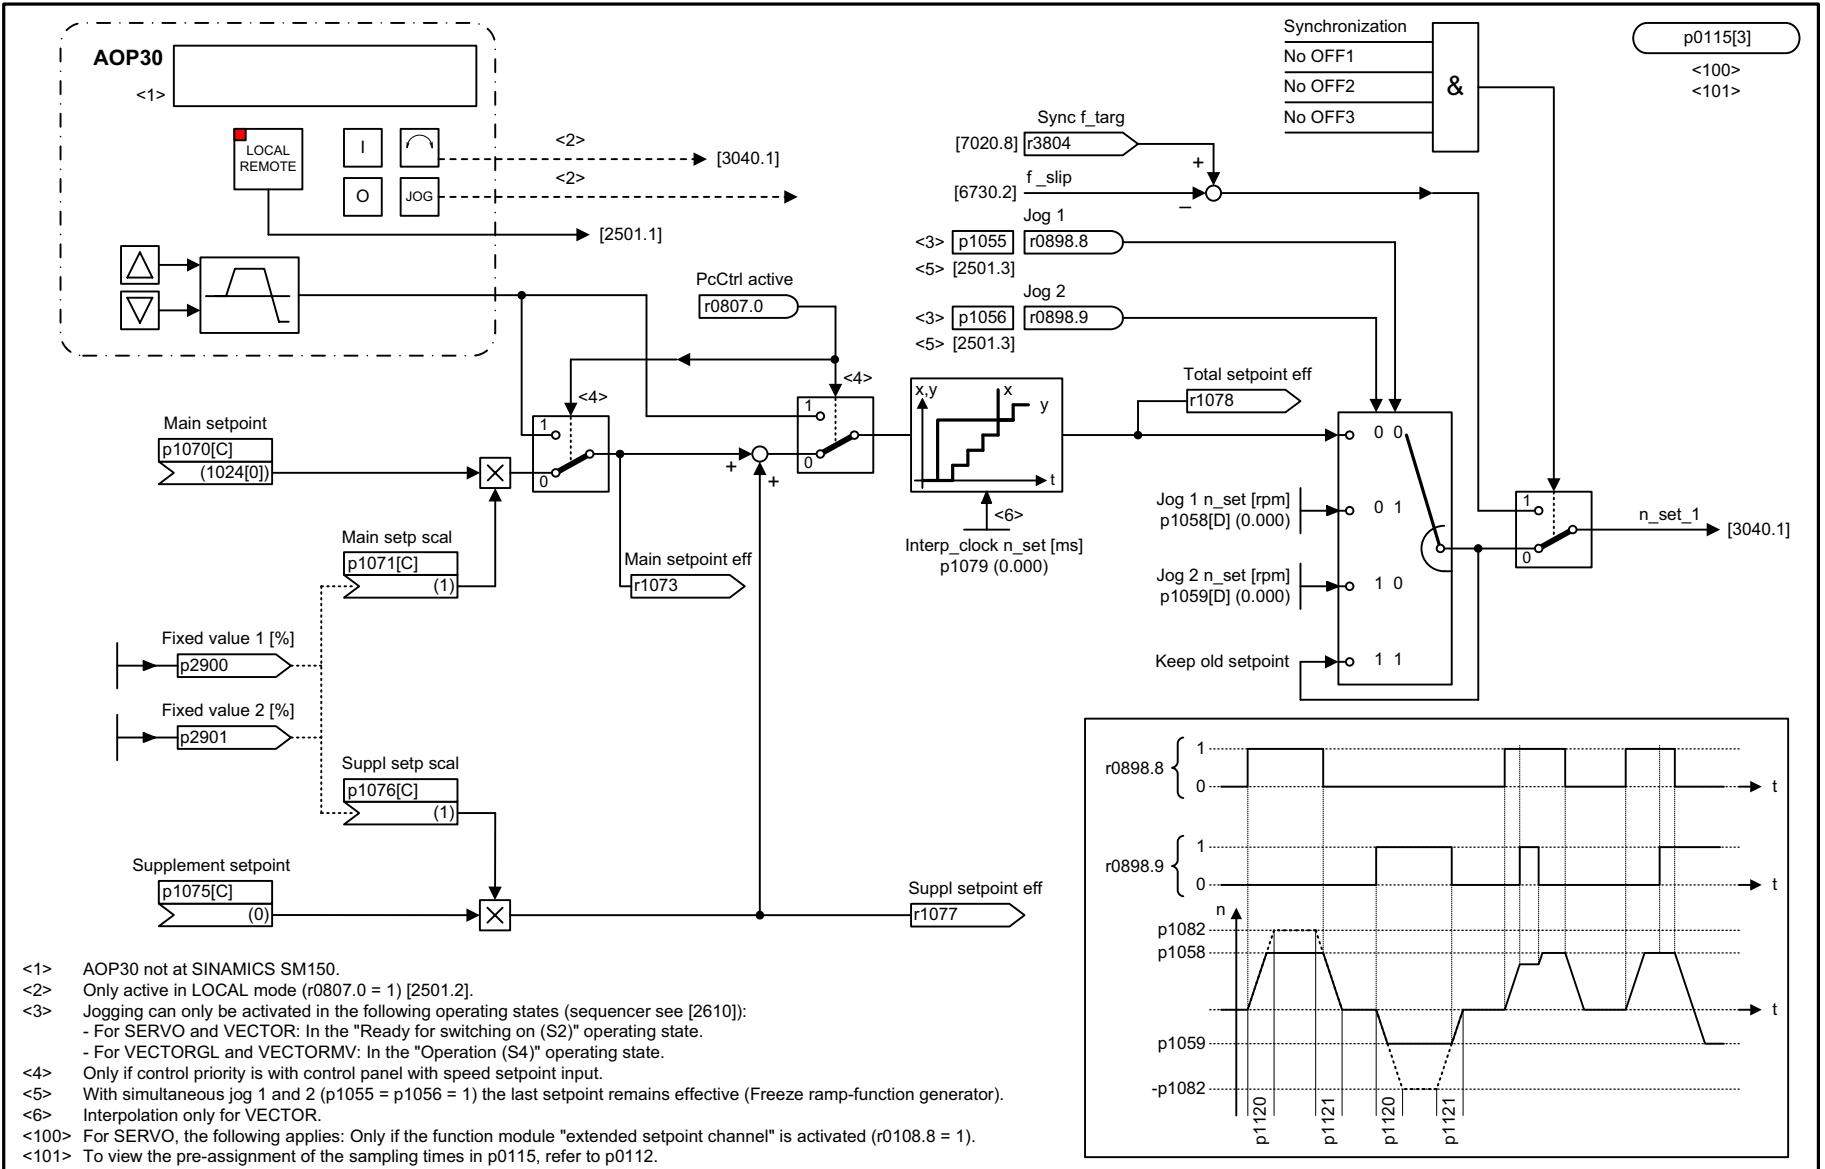 AOP30
<1>
LOCAL
REMOTE
I
O
JOG
<2>
[3040.1]
<2>
[2501.1]
Synchronization
No OFF1
No OFF2
No OFF3
&
p0115[3]
<100>
<101>
Sync f_targ
[7020.8] r3804
+
f _slip
[6730.2]
–
Jog 1
<3> p1055 r0898.8
<5> [2501.3]
Jog 2
<3> p1056 r0898.9
<5> [2501.3]
PcCtrl active
r0807.0
<4>
<4>
1
0
1
0
+
+
x,y
x
y
t
<6>
Interp_clock n_set [ms]
p1079 (0.000)
Total setpoint eff
r1078
Main setpoint
p1070[C]
(1024[0])
Main setp scal
p1071[C]
(1)
Main setpoint eff
r1073
Fixed value 1 [%]
p2900
Fixed value 2 [%]
p2901
Suppl setp scal
p1076[C]
(1)
Supplement setpoint
p1075[C]
(0)
Suppl setpoint eff
r1077
0 0
Jog 1 n_set [rpm]
p1058[D] (0.000)
0 1
Jog 2 n_set [rpm]
p1059[D] (0.000)
1 0
Keep old setpoint
1 1
1
0
n_set_1
[3040.1]
r0898.8
1
0
t
r0898.9
1
0
t
n
p1082
p1058
t
p1059
-p1082
p1120
p1121
p1120
p1121
<1> AOP30 not at SINAMICS SM150.
<2> Only active in LOCAL mode (r0807.0 = 1) [2501.2].
<3> Jogging can only be activated in the following operating states (sequencer see [2610]):
- For SERVO and VECTOR: In the "Ready for switching on (S2)" operating state.
- For VECTORGL and VECTORMV: In the "Operation (S4)" operating state.
<4> Only if control priority is with control panel with speed setpoint input.
<5> With simultaneous jog 1 and 2 (p1055 = p1056 = 1) the last setpoint remains effective (Freeze ramp-function generator).
<6> Interpolation only for VECTOR.
<100> For SERVO, the following applies: Only if the function module "extended setpoint channel" is activated (r0108.8 = 1).
<101> To view the pre-assignment of the sampling times in p0115, refer to p0112.